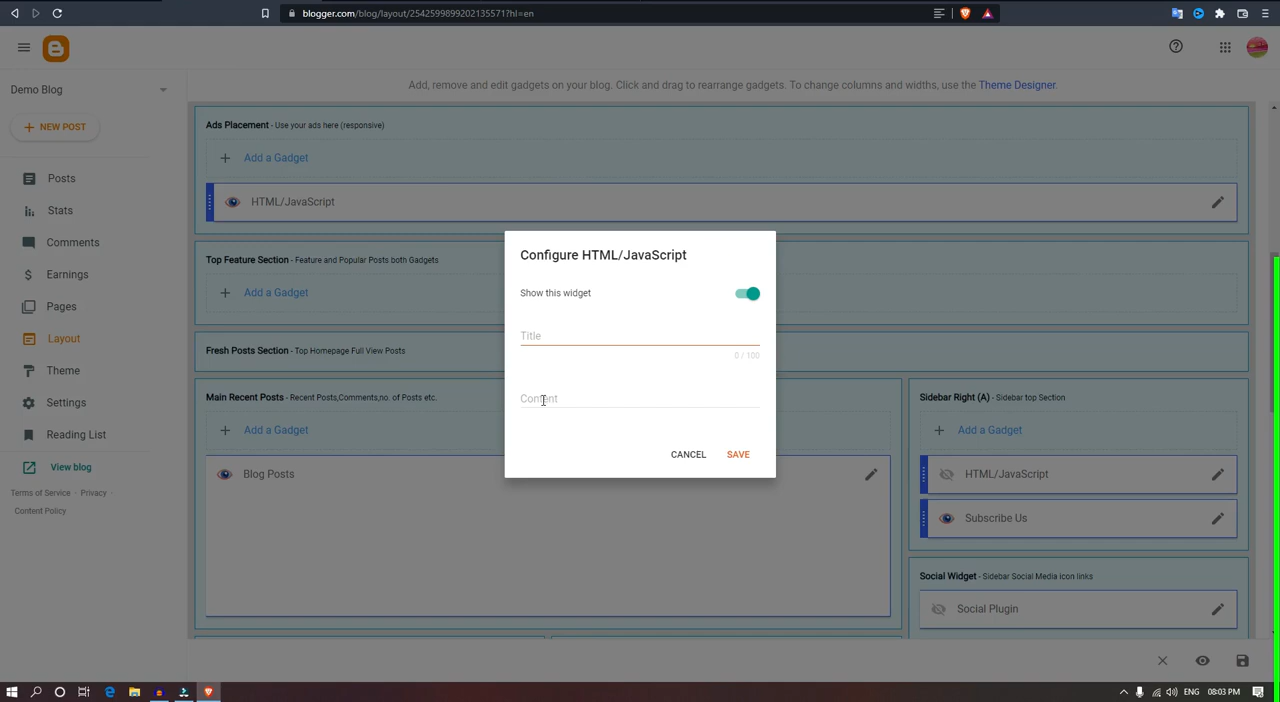 blogger.com/blog/layout/2542599899202135571?hl=en
Add, remove and edit gadgets on your blog. Click and drag to rearrange gadgets. To change columns and widths, use the Theme Designer.
Demo Blog
NEW POST
Posts
Stats
Comments
Earnings
Pages
Layout
Theme
Settings
Reading List
View blog
Terms of Service · Privacy ·
Content Policy
Ads Placement - Use your ads here (responsive)
Add a Gadget
HTML/JavaScript
Top Feature Section - Feature and Popular Posts both Gadgets
Add a Gadget
Fresh Posts Section - Top Homepage Full View Posts
Main Recent Posts - Recent Posts,Comments,no. of Posts etc.
Add a Gadget
Blog Posts
Sidebar Right (A) - Sidebar top Section
Add a Gadget
HTML/JavaScript
Subscribe Us
Social Widget - Sidebar Social Media Icon links
Social Plugin
Configure HTML/JavaScript
Show this widget
Title
0 / 100
Content
CANCEL SAVE
ENG 08:03 PM